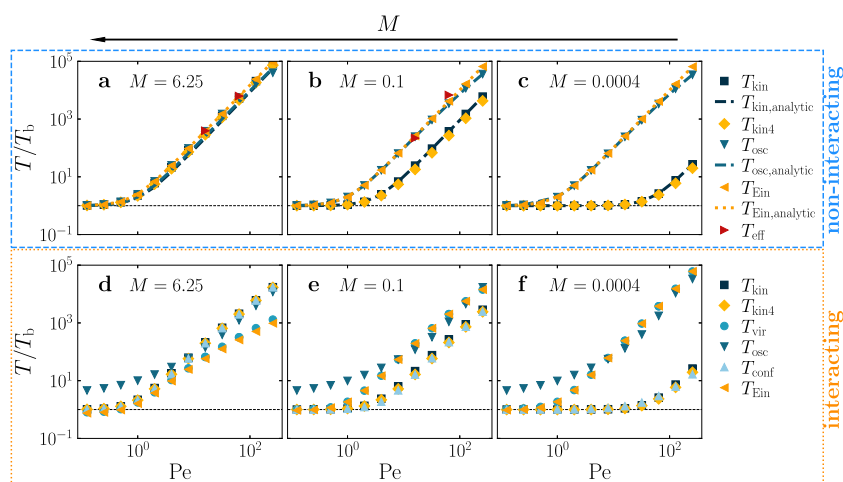 M
a M = 6.25
b M = 0.1
c M = 0.0004
T/T_b
10^5
10^3
10^1
10^−1
T_kin
T_kin,analytic
T_kin4
T_osc
T_osc,analytic
T_Ein
T_Ein,analytic
T_eff
non-interacting
d M = 6.25
e M = 0.1
f M = 0.0004
T/T_b
10^5
10^3
10^1
10^−1
10^0 10^2
10^0 10^2
10^0 10^2
Pe
Pe
Pe
T_kin
T_kin4
T_vir
T_osc
T_conf
T_Ein
interacting